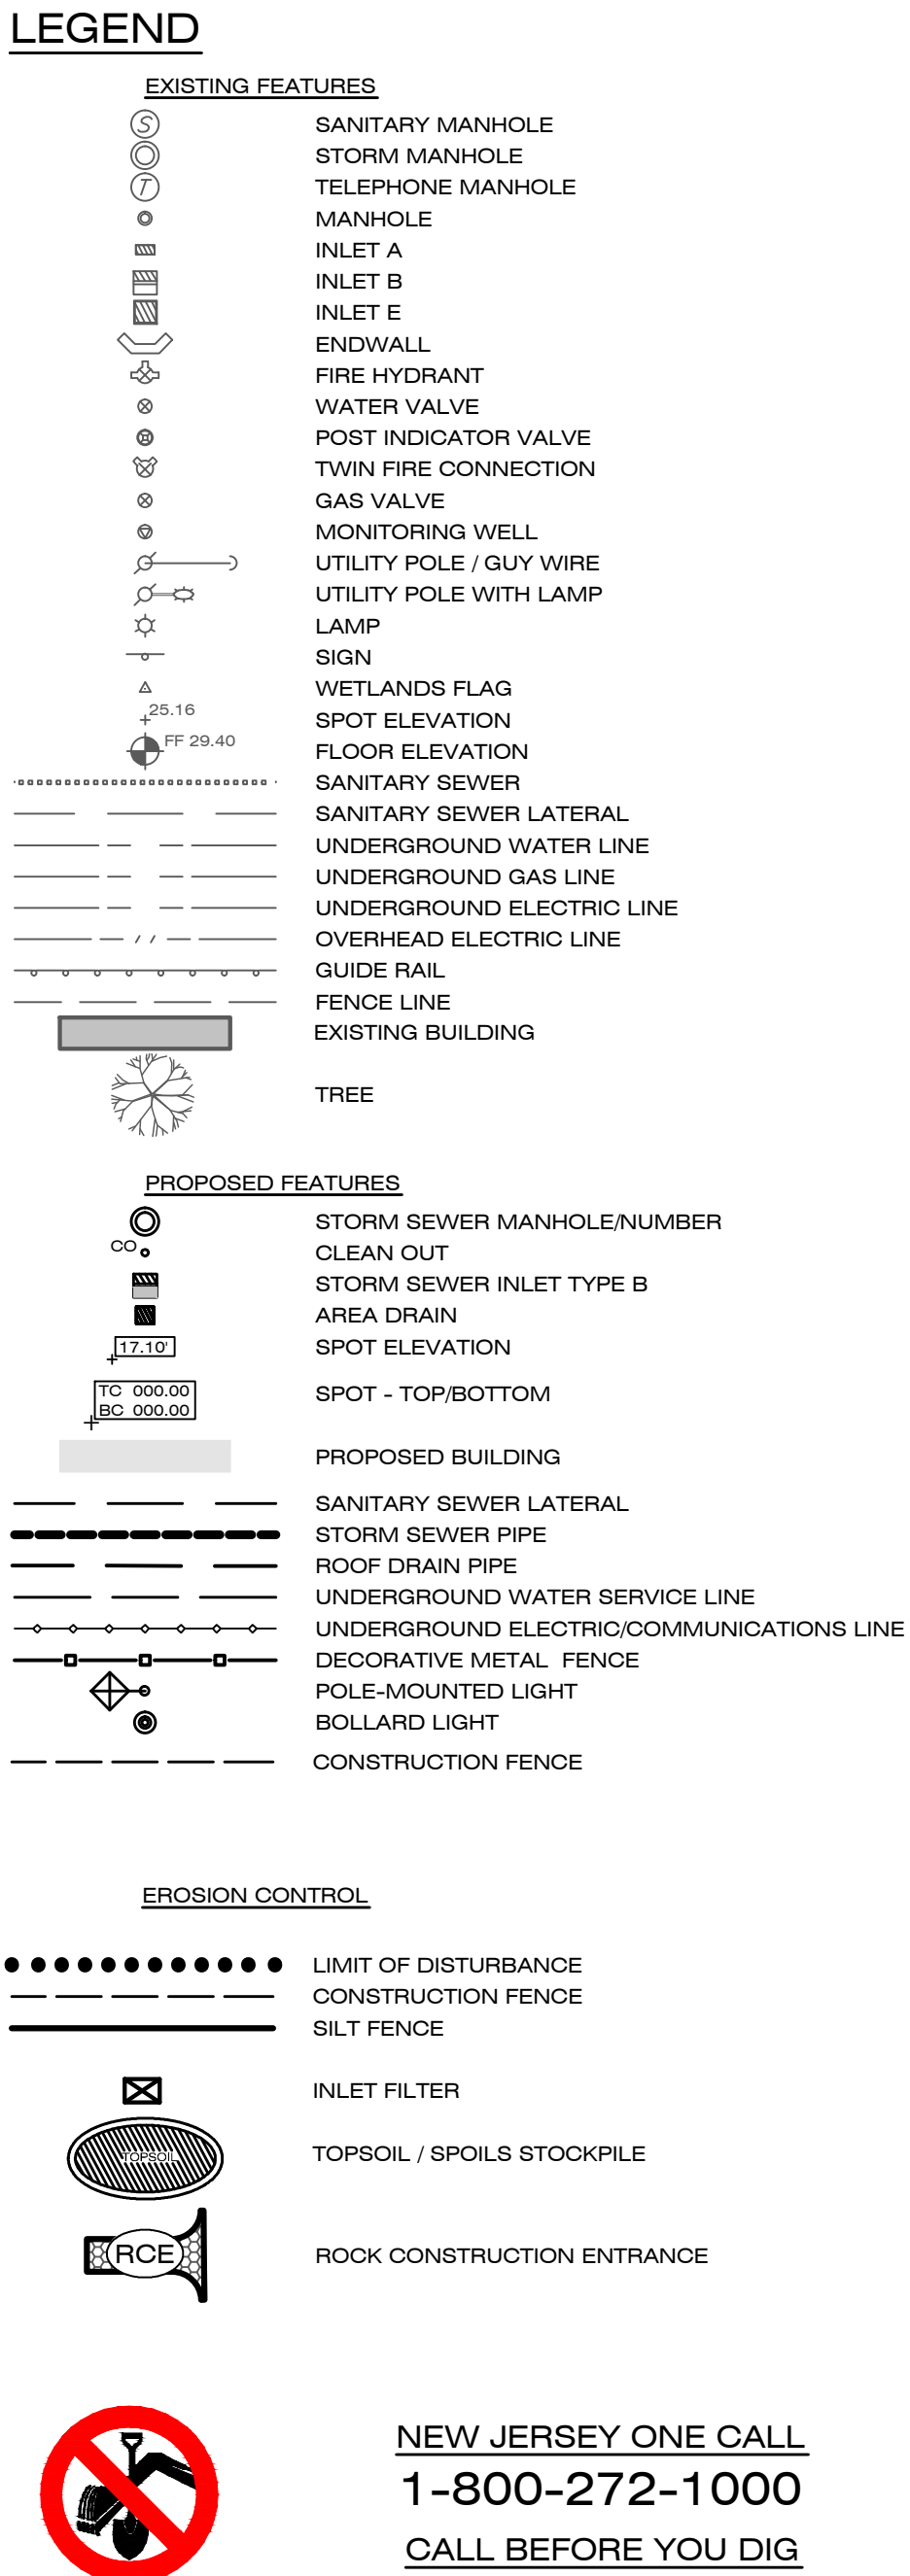 LEGEND
EXISTING FEATURES
S SANITARY MANHOLE
STORM MANHOLE
T TELEPHONE MANHOLE
MANHOLE
INLET A
INLET B
INLET E
ENDWALL
FIRE HYDRANT
WATER VALVE
POST INDICATOR VALVE
TWIN FIRE CONNECTION
GAS VALVE
MONITORING WELL
UTILITY POLE / GUY WIRE
UTILITY POLE WITH LAMP
LAMP
SIGN
WETLANDS FLAG
25.16 SPOT ELEVATION
FF 29.40 FLOOR ELEVATION
SANITARY SEWER
SANITARY SEWER LATERAL
UNDERGROUND WATER LINE
UNDERGROUND GAS LINE
UNDERGROUND ELECTRIC LINE
OVERHEAD ELECTRIC LINE
GUIDE RAIL
FENCE LINE
EXISTING BUILDING
TREE
PROPOSED FEATURES
STORM SEWER MANHOLE/NUMBER
CO CLEAN OUT
STORM SEWER INLET TYPE B
AREA DRAIN
17.10' SPOT ELEVATION
TC 000.00
BC 000.00
SPOT - TOP/BOTTOM
PROPOSED BUILDING
SANITARY SEWER LATERAL
STORM SEWER PIPE
ROOF DRAIN PIPE
UNDERGROUND WATER SERVICE LINE
UNDERGROUND ELECTRIC/COMMUNICATIONS LINE
DECORATIVE METAL FENCE
POLE-MOUNTED LIGHT
BOLLARD LIGHT
CONSTRUCTION FENCE
EROSION CONTROL
LIMIT OF DISTURBANCE
CONSTRUCTION FENCE
SILT FENCE
INLET FILTER
TOPSOIL TOPSOIL / SPOILS STOCKPILE
RCE ROCK CONSTRUCTION ENTRANCE
NEW JERSEY ONE CALL
1-800-272-1000
CALL BEFORE YOU DIG